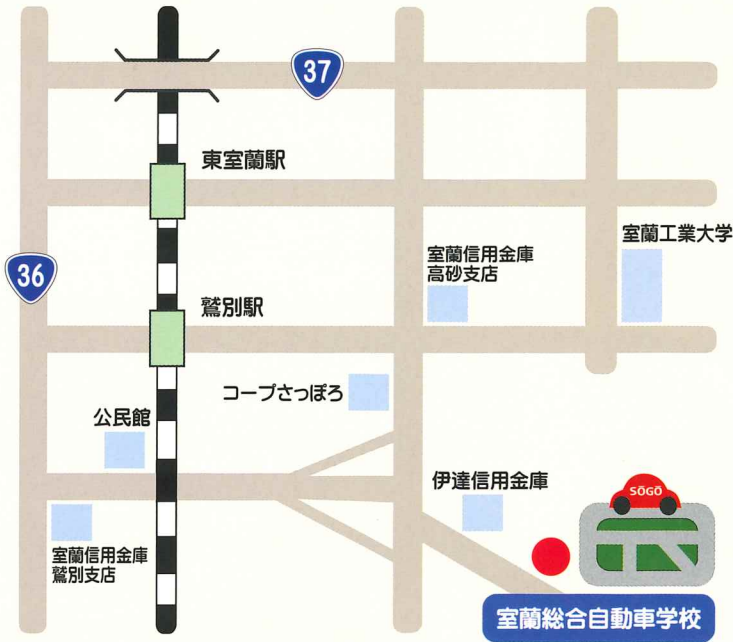 37
東室蘭駅
室蘭工業大学
室蘭信用金庫
高砂支店
36
鷲別駅
コープさっぽろ
公民館
伊達信用金庫
SŌGŌ
室蘭信用金庫
鷲別支店
室蘭総合自動車学校